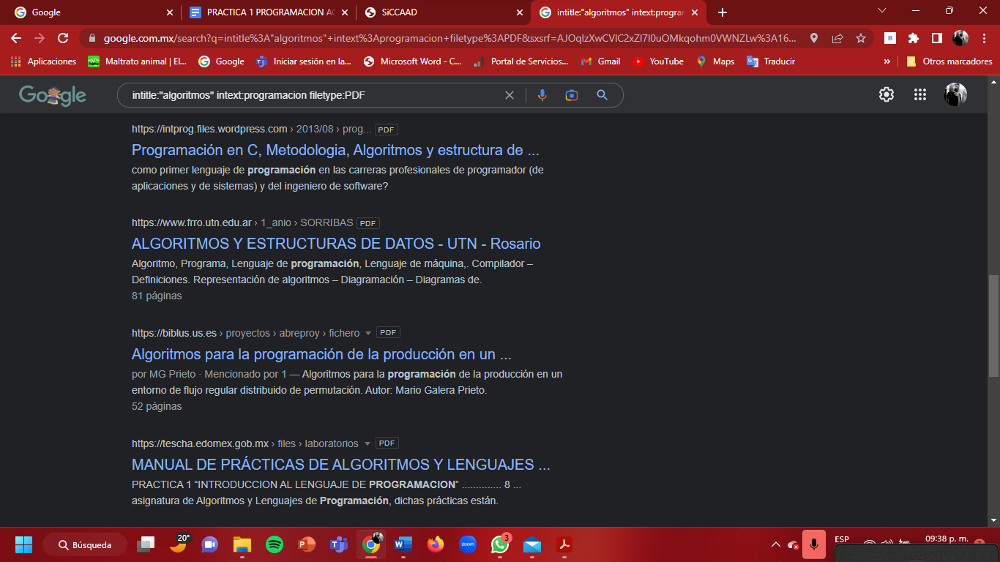 Google
PRACTICA 1 PROGRAMACION AC
SiCCAAD
intitle:"algoritmos" intext:progran
google.com.mx/search?q=intitle%3A"algoritmos"+intext%3Aprogramacion+filetype%3APDF&sxsrf=AJOqlzXwCVlC2xZl7l0uOMkqohm0VWNZLw%3A16...
Aplicaciones
Maltrato animal | El...
Google
Iniciar sesión en la...
Microsoft Word - C...
Portal de Servicios...
Gmail
YouTube
Maps
Traducir
»
Otros marcadores
Google
intitle:"algoritmos" intext:programacion filetype:PDF
https://intprog.files.wordpress.com › 2013/08 › prog... PDF
Programación en C, Metodologia, Algoritmos y estructura de ...
como primer lenguaje de programación en las carreras profesionales de programador (de
aplicaciones y de sistemas) y del ingeniero de software?
https://www.frro.utn.edu.ar › 1_anio › SORRIBAS PDF
ALGORITMOS Y ESTRUCTURAS DE DATOS - UTN - Rosario
Algoritmo, Programa, Lenguaje de programación, Lenguaje de máquina,. Compilador –
Definiciones. Representación de algoritmos – Diagramación – Diagramas de.
81 páginas
https://biblus.us.es › proyectos › abreproy › fichero PDF
Algoritmos para la programación de la producción en un ...
por MG Prieto · Mencionado por 1 — Algoritmos para la programación de la producción en un
entorno de flujo regular distribuido de permutación. Autor: Mario Galera Prieto.
52 páginas
https://tescha.edomex.gob.mx › files › laboratorios PDF
MANUAL DE PRÁCTICAS DE ALGORITMOS Y LENGUAJES ...
PRACTICA 1 “INTRODUCCION AL LENGUAJE DE PROGRAMACION” .............. 8 ...
asignatura de Algoritmos y Lenguajes de Programación, dichas prácticas están.
Búsqueda
20°
zoom
3
ESP
09:38 p. m.